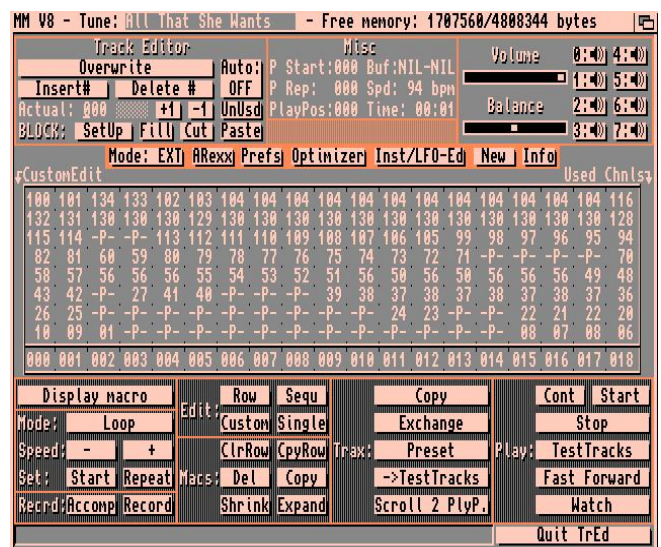 MM V8 - Tune: All That She Wants - Free memory: 1707560/4808344 bytes
Track Editor
Overwrite Auto:
Insert# Delete # OFF
Actual: 000 +1 -1 UnUsd
BLOCK: SetUp Fill Cut Paste
Misc
P Start:000 Buf:NIL-NIL
P Rep: 000 Spd: 94 bpm
PlayPos:000 Time: 00:01
Volume
Balance
0: 4:
1: 5:
2: 6:
3: 7:
Mode: EXT ARexx Prefs Optimizer Inst/LFO-Ed New Info
CustomEdit Used Chnls
100 101 134 133 102 103 104 104 104 104 104 104 104 104 104 104 104 104 116
132 131 130 130 130 129 130 130 130 130 130 130 130 130 130 130 130 130 128
115 114 -P- -P- 113 112 111 110 109 108 107 106 105 99 98 97 96 95 94
82 81 60 59 80 79 78 77 76 75 74 73 72 71 -P- -P- -P- -P- 70
58 57 56 56 56 55 54 53 52 51 56 50 56 50 56 56 56 49 48
43 42 -P- 27 41 40 -P- -P- -P- 39 38 37 38 37 38 37 38 37 36
26 25 -P- -P- -P- -P- -P- -P- -P- -P- -P- 24 23 -P- -P- 22 21 22 20
10 09 01 -P- -P- -P- -P- -P- -P- -P- -P- -P- -P- -P- -P- 08 07 08 06
000 001 002 003 004 005 006 007 008 009 010 011 012 013 014 015 016 017 018
Display macro
Mode: Loop
Speed: - +
Set: Start Repeat
Recrd: Accomp Record
Edit: Row Sequ
Custom Single
Macs: ClrRow CpyRow
Del Copy
Shrink Expand
Trax: Copy
Exchange
Preset
->TestTracks
Scroll 2 PlyP.
Play: Cont Start
Stop
TestTracks
Fast Forward
Watch
Quit TrEd